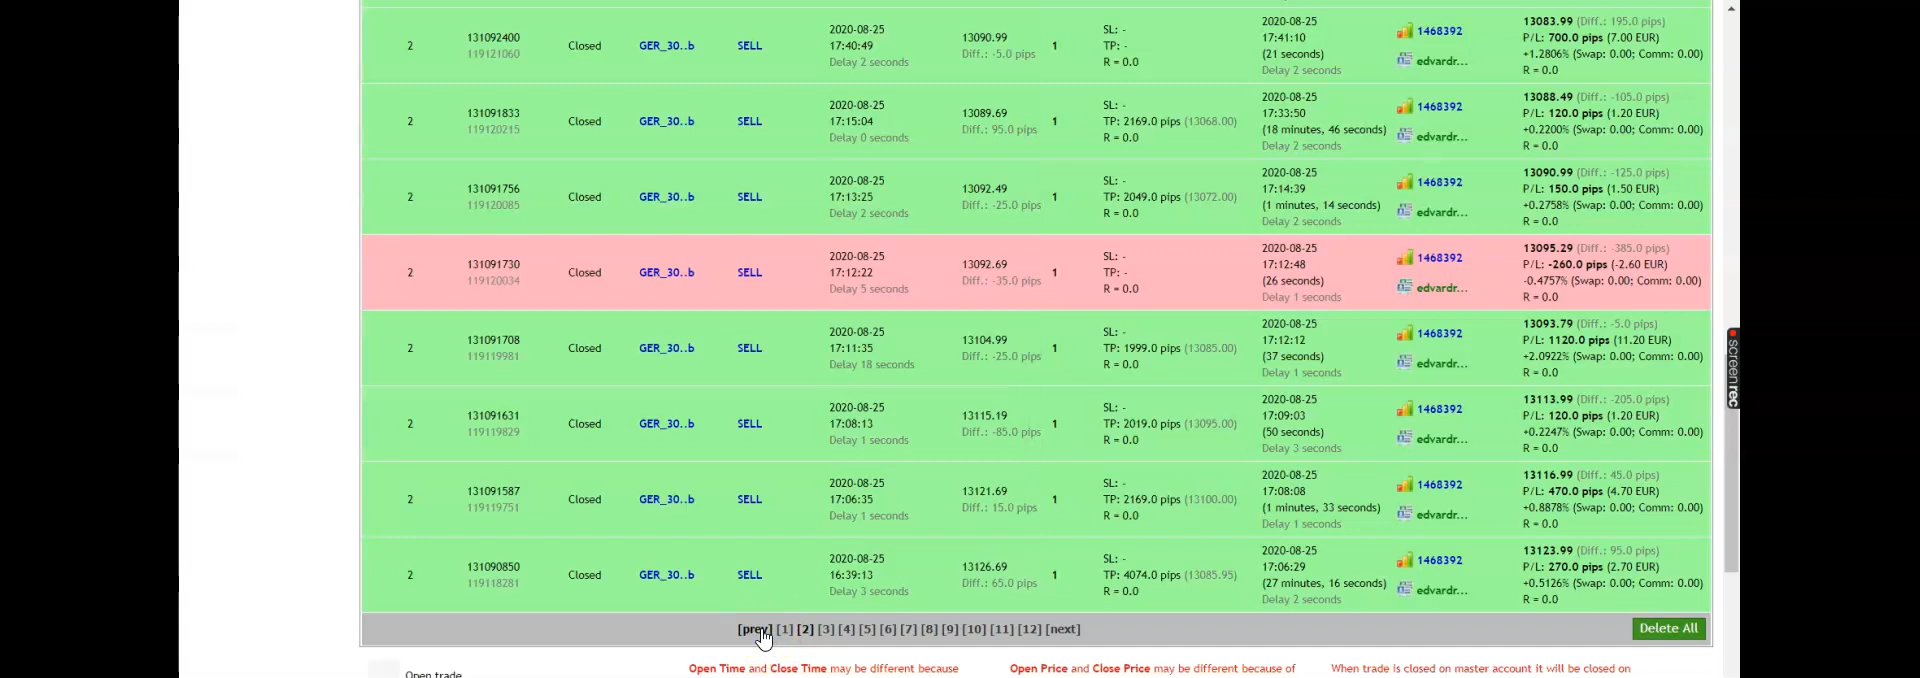 2 131092400 119121060 Closed GER_30..b SELL 2020-08-25 17:40:49 Delay 2 seconds 13090.99 Diff.: -5.0 pips 1 SL: - TP: - R = 0.0 2020-08-25 17:41:10 (21 seconds) Delay 2 seconds 1468392 edvardr... 13083.99 (Diff.: 195.0 pips) P/L: 700.0 pips (7.00 EUR) +1.2806% (Swap: 0.00; Comm: 0.00) R = 0.0
2 131091833 119120215 Closed GER_30..b SELL 2020-08-25 17:15:04 Delay 0 seconds 13089.69 Diff.: 95.0 pips 1 SL: - TP: 2169.0 pips (13068.00) R = 0.0 2020-08-25 17:33:50 (18 minutes, 46 seconds) Delay 2 seconds 1468392 edvardr... 13088.49 (Diff.: -105.0 pips) P/L: 120.0 pips (1.20 EUR) +0.2200% (Swap: 0.00; Comm: 0.00) R = 0.0
2 131091756 119120085 Closed GER_30..b SELL 2020-08-25 17:13:25 Delay 2 seconds 13092.49 Diff.: -25.0 pips 1 SL: - TP: 2049.0 pips (13072.00) R = 0.0 2020-08-25 17:14:39 (1 minutes, 14 seconds) Delay 2 seconds 1468392 edvardr... 13090.99 (Diff.: -125.0 pips) P/L: 150.0 pips (1.50 EUR) +0.2758% (Swap: 0.00; Comm: 0.00) R = 0.0
2 131091730 119120034 Closed GER_30..b SELL 2020-08-25 17:12:22 Delay 5 seconds 13092.69 Diff.: -35.0 pips 1 SL: - TP: - R = 0.0 2020-08-25 17:12:48 (26 seconds) Delay 1 seconds 1468392 edvardr... 13095.29 (Diff.: -385.0 pips) P/L: -260.0 pips (-2.60 EUR) -0.4757% (Swap: 0.00; Comm: 0.00) R = 0.0
2 131091708 119119981 Closed GER_30..b SELL 2020-08-25 17:11:35 Delay 18 seconds 13104.99 Diff.: -25.0 pips 1 SL: - TP: 1999.0 pips (13085.00) R = 0.0 2020-08-25 17:12:12 (37 seconds) Delay 1 seconds 1468392 edvardr... 13093.79 (Diff.: -5.0 pips) P/L: 1120.0 pips (11.20 EUR) +2.0922% (Swap: 0.00; Comm: 0.00) R = 0.0
2 131091631 119119829 Closed GER_30..b SELL 2020-08-25 17:08:13 Delay 1 seconds 13115.19 Diff.: -85.0 pips 1 SL: - TP: 2019.0 pips (13095.00) R = 0.0 2020-08-25 17:09:03 (50 seconds) Delay 3 seconds 1468392 edvardr... 13113.99 (Diff.: -205.0 pips) P/L: 120.0 pips (1.20 EUR) +0.2247% (Swap: 0.00; Comm: 0.00) R = 0.0
2 131091587 119119751 Closed GER_30..b SELL 2020-08-25 17:06:35 Delay 1 seconds 13121.69 Diff.: 15.0 pips 1 SL: - TP: 2169.0 pips (13100.00) R = 0.0 2020-08-25 17:08:08 (1 minutes, 33 seconds) Delay 1 seconds 1468392 edvardr... 13116.99 (Diff.: 45.0 pips) P/L: 470.0 pips (4.70 EUR) +0.8878% (Swap: 0.00; Comm: 0.00) R = 0.0
2 131090850 119118281 Closed GER_30..b SELL 2020-08-25 16:39:13 Delay 3 seconds 13126.69 Diff.: 65.0 pips 1 SL: - TP: 4074.0 pips (13085.95) R = 0.0 2020-08-25 17:06:29 (27 minutes, 16 seconds) Delay 2 seconds 1468392 edvardr... 13123.99 (Diff.: 95.0 pips) P/L: 270.0 pips (2.70 EUR) +0.5126% (Swap: 0.00; Comm: 0.00) R = 0.0
[prev] [1] [2] [3] [4] [5] [6] [7] [8] [9] [10] [11] [12] [next] Delete All
Open trade Open Time and Close Time may be different because Open Price and Close Price may be different because of When trade is closed on master account it will be closed on
screenrec